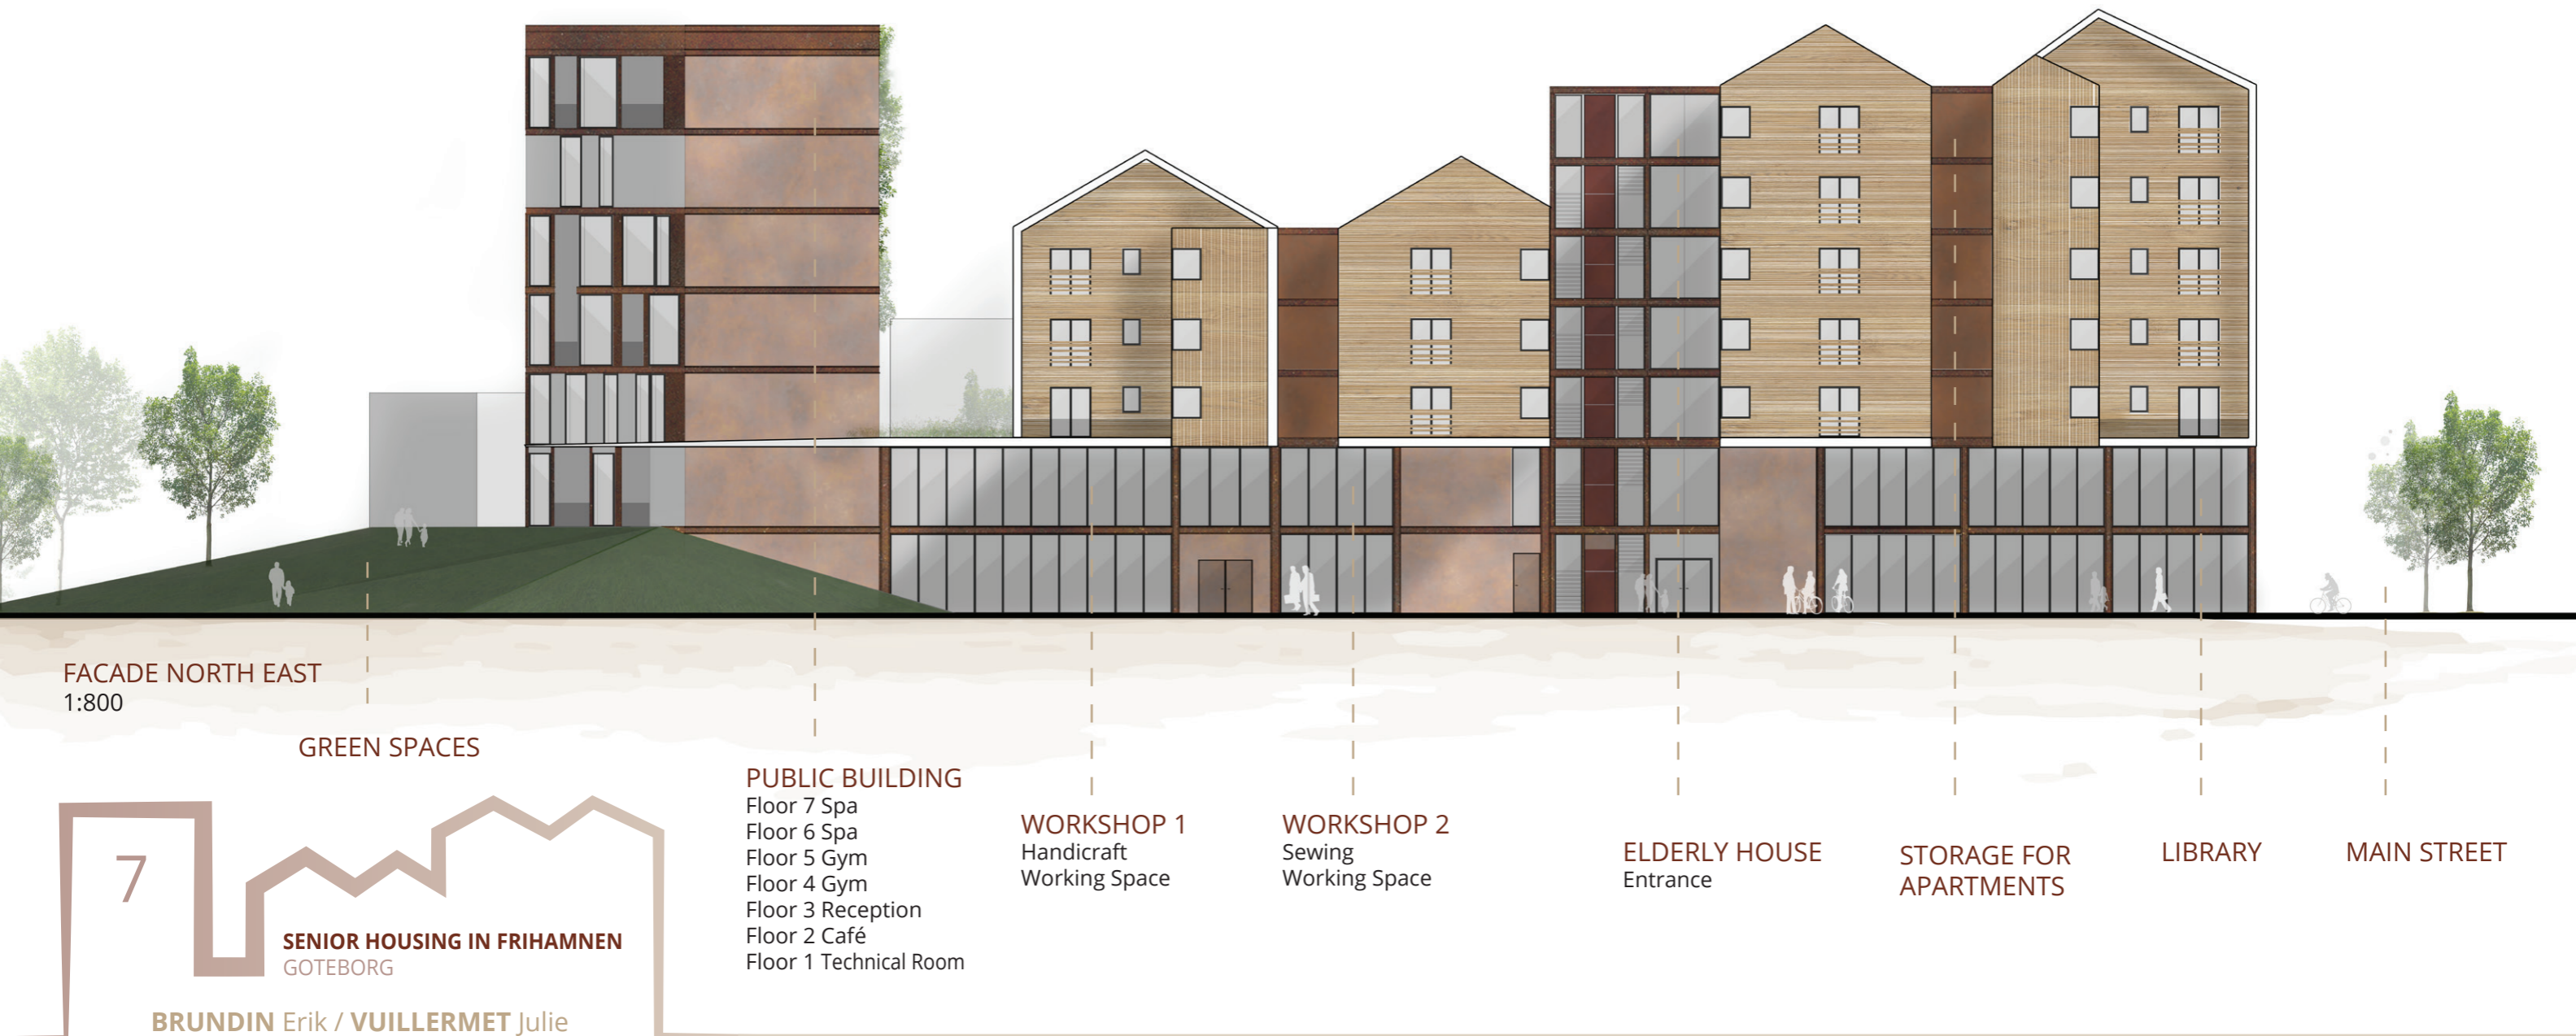 FACADE NORTH EAST
1:800
GREEN SPACES
PUBLIC BUILDING
Floor 7 Spa
Floor 6 Spa
Floor 5 Gym
Floor 4 Gym
Floor 3 Reception
Floor 2 Café
Floor 1 Technical Room
WORKSHOP 1
Handicraft
Working Space
WORKSHOP 2
Sewing
Working Space
ELDERLY HOUSE
Entrance
STORAGE FOR
APARTMENTS
LIBRARY
MAIN STREET
7
SENIOR HOUSING IN FRIHAMNEN
GOTEBORG
BRUNDIN Erik / VUILLERMET Julie